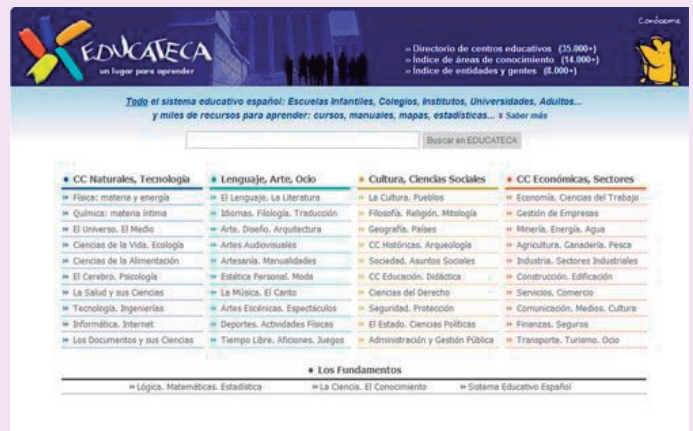 Conóceme
EDUCATECA
un lugar para aprender
» Directorio de centros educativos (35.000+)
» Índice de áreas de conocimiento (14.000+)
» Índice de entidades y gentes (8.000+)
Todo el sistema educativo español: Escuelas Infantiles, Colegios, Institutos, Universidades, Adultos...
y miles de recursos para aprender: cursos, manuales, mapas, estadísticas... » Saber más
Buscar en EDUCATECA
CC Naturales, Tecnología
» Física: materia y energía
» Química: materia íntima
» El Universo. El Medio
» Ciencias de la Vida. Ecología
» Ciencias de la Alimentación
» El Cerebro. Psicología
» La Salud y sus Ciencias
» Tecnología. Ingenierías
» Informática. Internet
» Los Documentos y sus Ciencias
Lenguaje, Arte, Ocio
» El Lenguaje. La Literatura
» Idiomas. Filología. Traducción
» Arte. Diseño. Arquitectura
» Artes Audiovisuales
» Artesanía. Manualidades
» Estética Personal. Moda
» La Música. El Canto
» Artes Escénicas. Espectáculos
» Deportes. Actividades Físicas
» Tiempo Libre. Aficiones. Juegos
Cultura, Ciencias Sociales
» La Cultura. Pueblos
» Filosofía. Religión. Mitología
» Geografía. Países
» CC Históricas. Arqueología
» Sociedad. Asuntos Sociales
» CC Educación. Didáctica
» Ciencias del Derecho
» Seguridad. Protección
» El Estado. Ciencias Políticas
» Administración y Gestión Pública
CC Económicas, Sectores
» Economía. Ciencias del Trabajo
» Gestión de Empresas
» Minería. Energía. Agua
» Agricultura. Ganadería. Pesca
» Industria. Sectores Industriales
» Construcción. Edificación
» Servicios. Comercio
» Comunicación. Medios. Cultura
» Finanzas. Seguros
» Transporte. Turismo. Ocio
Los Fundamentos
» Lógica. Matemáticas. Estadística » La Ciencia. El Conocimiento » Sistema Educativo Español